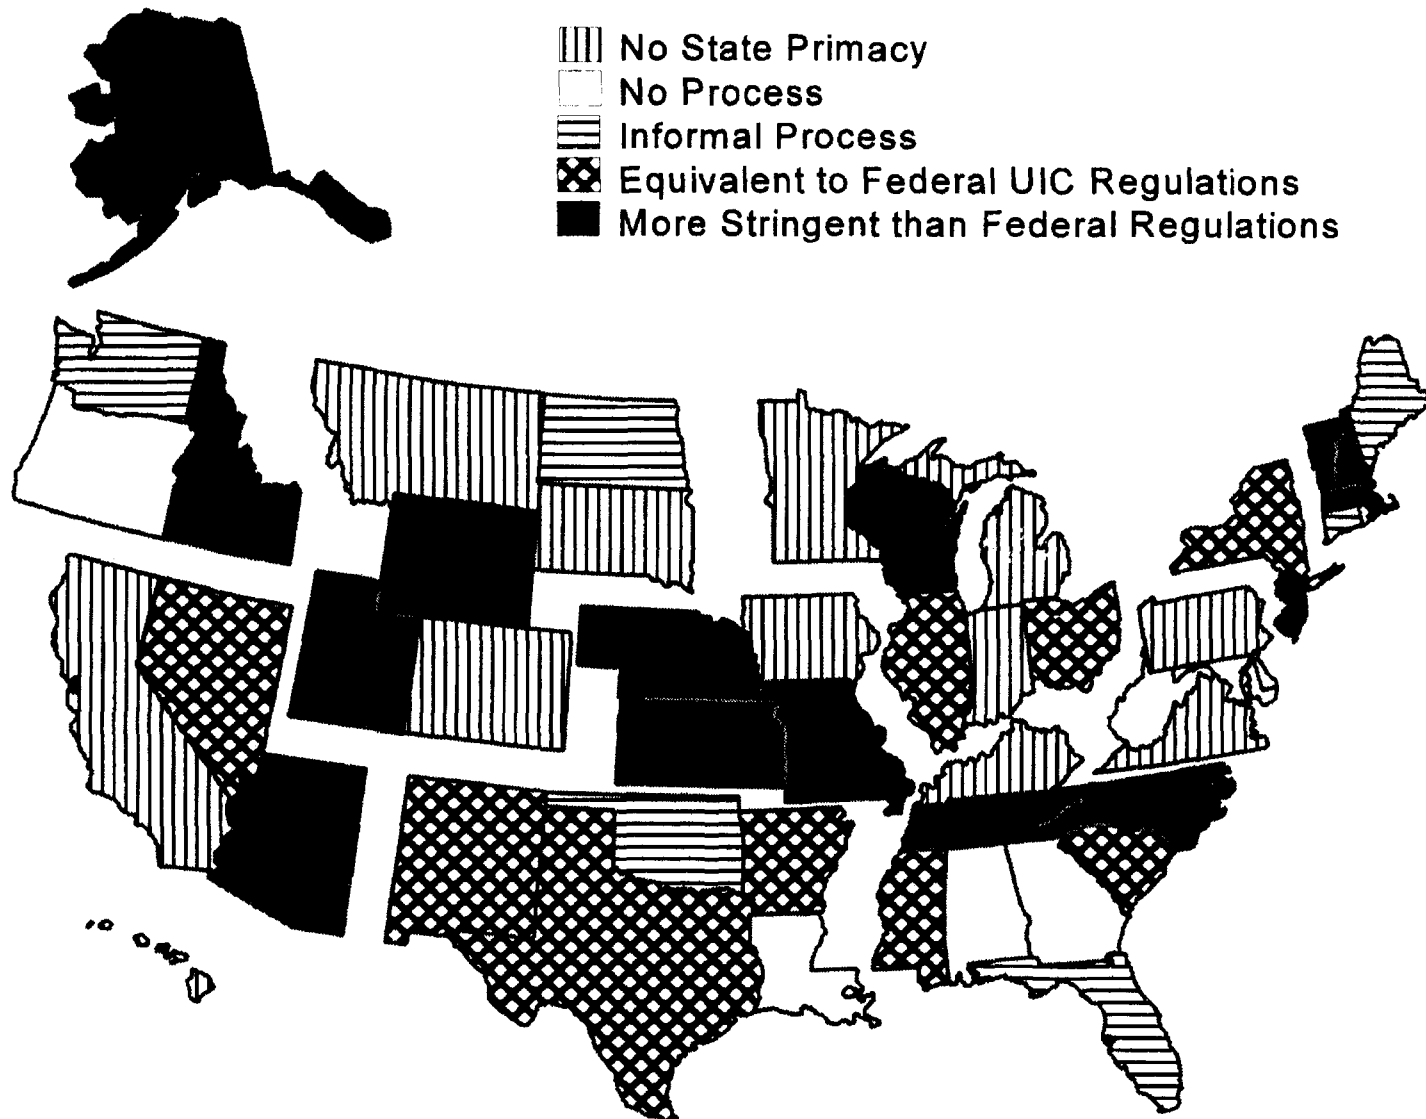 No State Primacy
No Process
Informal Process
Equivalent to Federal UIC Regulations
More Stringent than Federal Regulations